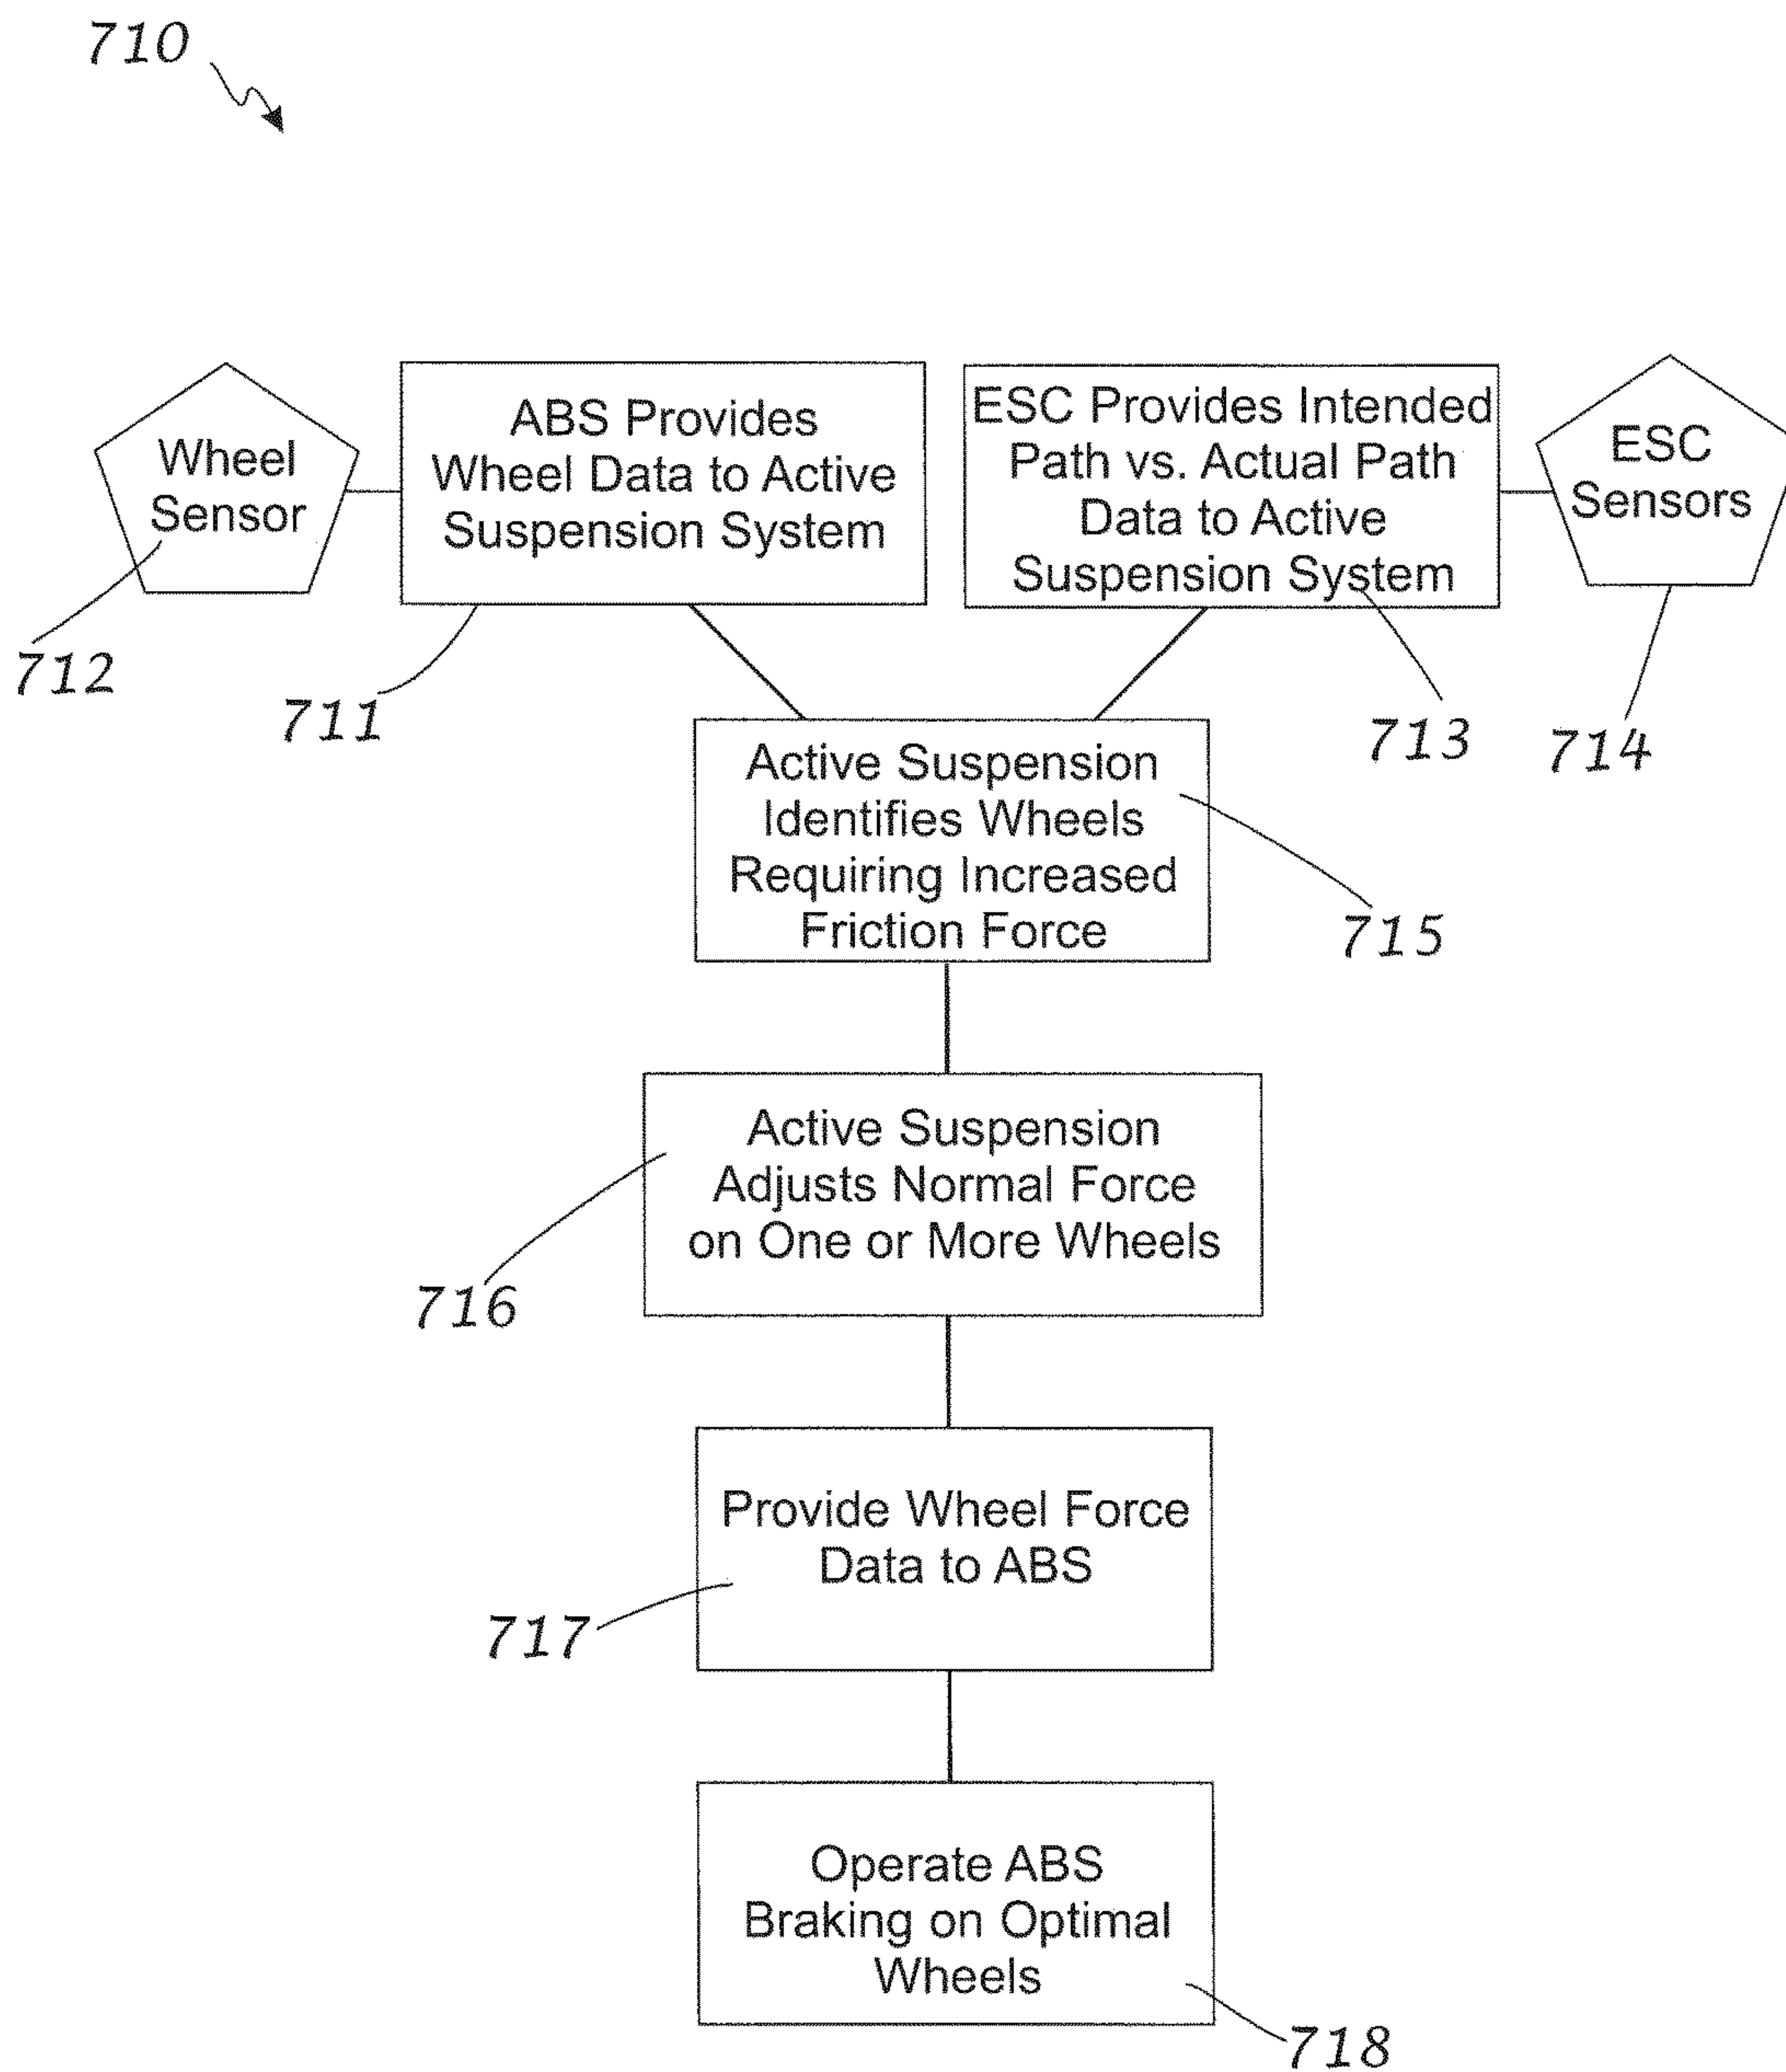 710
Wheel
Sensor
712
ABS Provides
Wheel Data to Active
Suspension System
711
ESC Provides Intended
Path vs. Actual Path
Data to Active
Suspension System
713
ESC
Sensors
714
Active Suspension
Identifies Wheels
Requiring Increased
Friction Force
715
Active Suspension
Adjusts Normal Force
on One or More Wheels
716
Provide Wheel Force
Data to ABS
717
Operate ABS
Braking on Optimal
Wheels
718